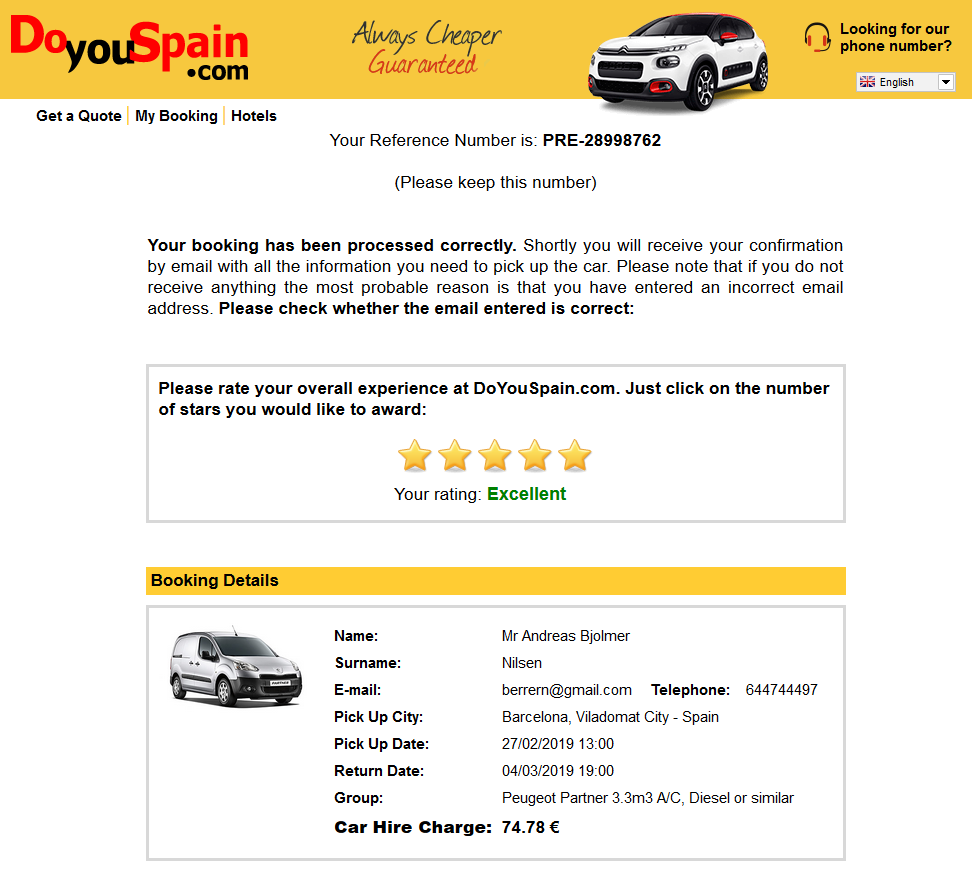 DoyouSpain
.com
Always Cheaper
Guaranteed
Looking for our
phone number?
English
Get a Quote
My Booking
Hotels
Your Reference Number is: PRE-28998762
(Please keep this number)
Your booking has been processed correctly. Shortly you will receive your confirmation
by email with all the information you need to pick up the car. Please note that if you do not
receive anything the most probable reason is that you have entered an incorrect email
address. Please check whether the email entered is correct:
Please rate your overall experience at DoYouSpain.com. Just click on the number
of stars you would like to award:
Your rating: Excellent
Booking Details
Name: Mr Andreas Bjolmer
Surname: Nilsen
E-mail: berrern@gmail.com Telephone: 644744497
Pick Up City: Barcelona, Viladomat City - Spain
Pick Up Date: 27/02/2019 13:00
Return Date: 04/03/2019 19:00
Group: Peugeot Partner 3.3m3 A/C, Diesel or similar
Car Hire Charge: 74.78 €
PARTNER